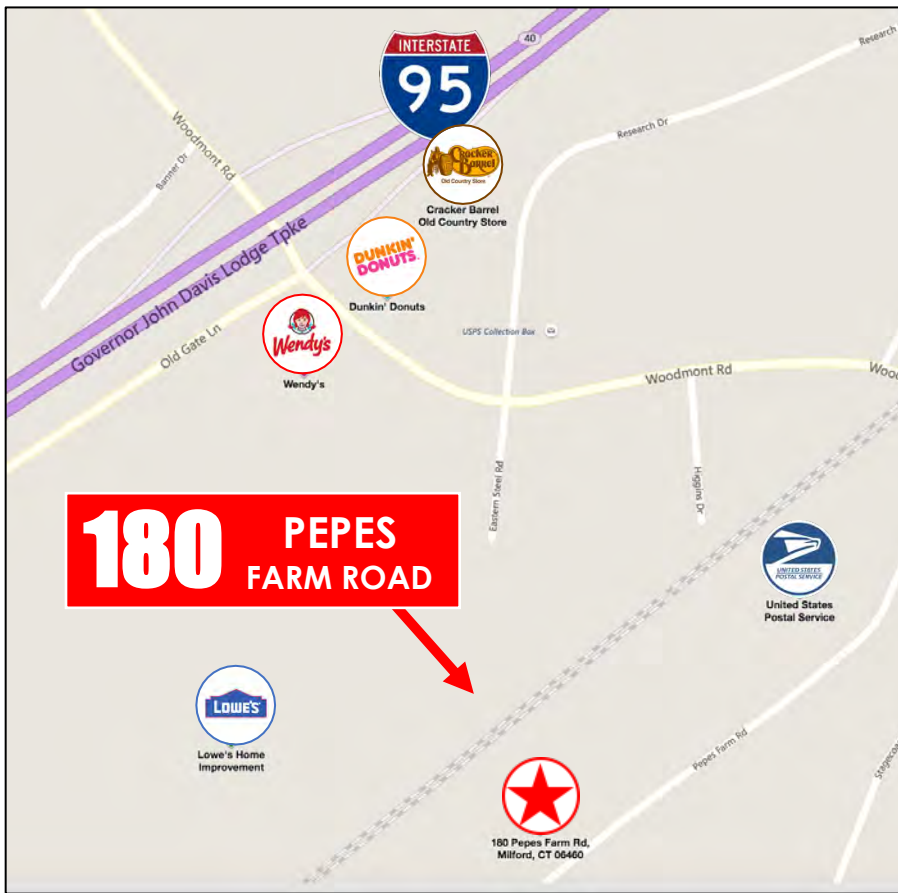 INTERSTATE
95
40
Research
Research Dr
Woodmont Rd
Banner Dr
Cracker
Barrel
Old Country Store
Cracker Barrel
Old Country Store
Governor John Davis Lodge Tpke
DUNKIN'
DONUTS
Dunkin' Donuts
Old Gate Ln
Wendy's
Wendy's
USPS Collection Box
Woodmont Rd
Wood
Eastern Steel Rd
Higgins Dr
180 PEPES
FARM ROAD
UNITED STATES
POSTAL SERVICE
United States
Postal Service
LOWE'S
Lowe's Home
Improvement
Pepes Farm Rd
Stagecoa
180 Pepes Farm Rd,
Milford, CT 06460